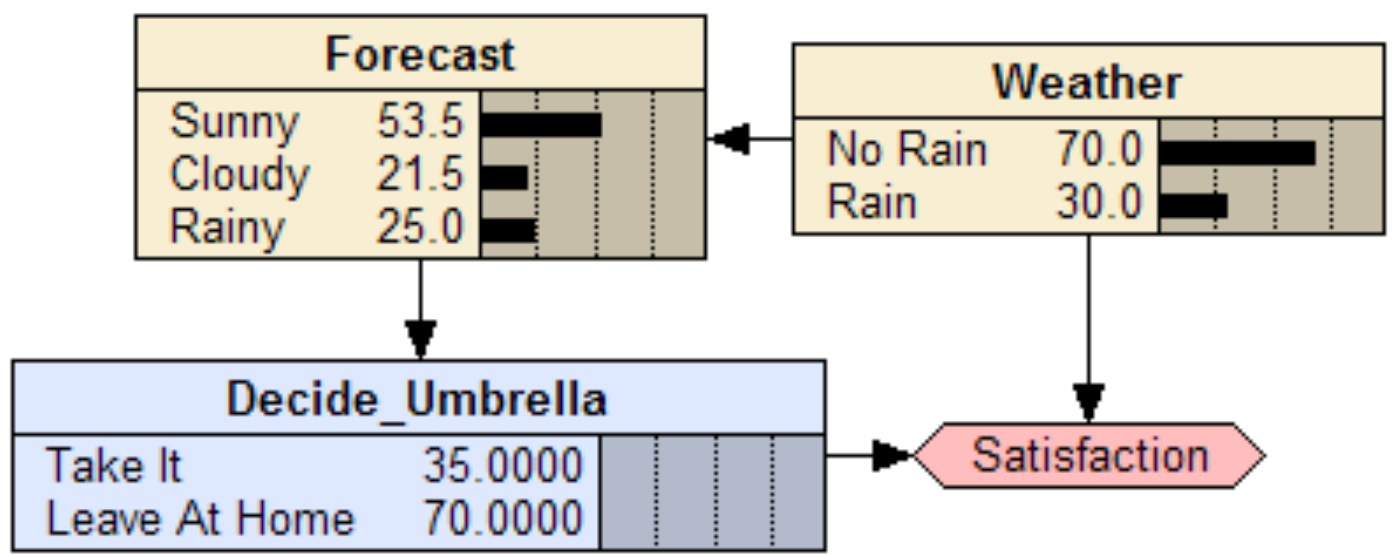 Forecast
Sunny 53.5
Cloudy 21.5
Rainy 25.0
Weather
No Rain 70.0
Rain 30.0
Decide_Umbrella
Take It 35.0000
Leave At Home 70.0000
Satisfaction